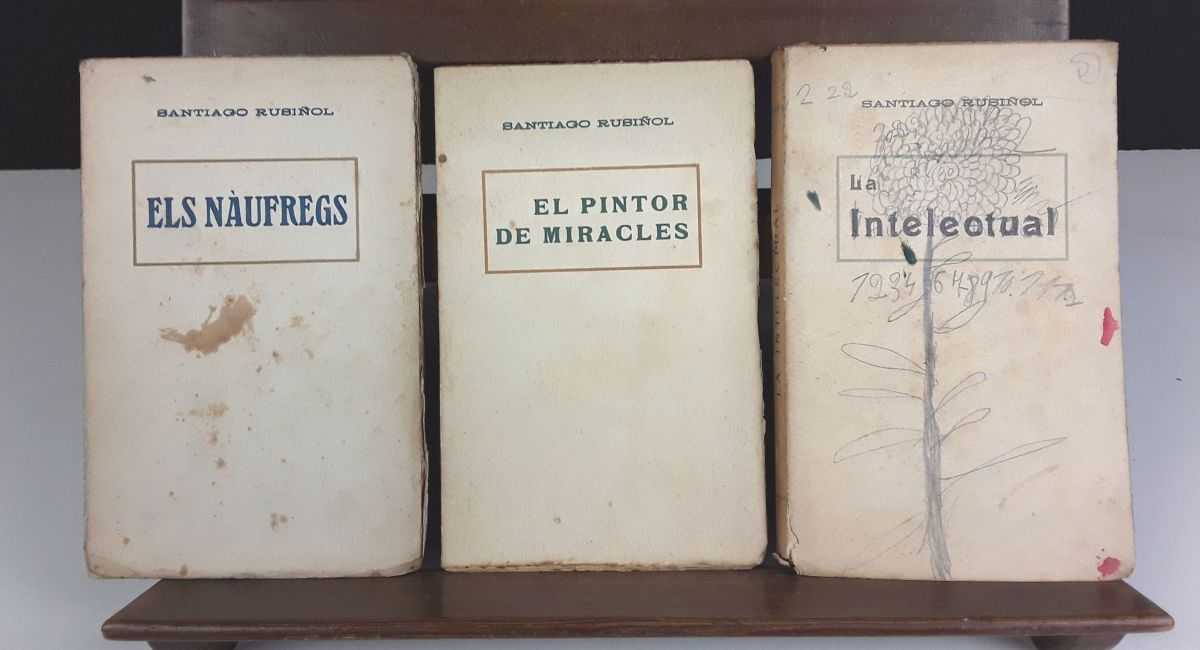 SANTIAGO RUSIÑOL
ELS NÀUFREGS
SANTIAGO RUSIÑOL
EL PINTOR
DE MIRACLES
2 22
SANTIAGO RUSIÑOL
La
Intelectual